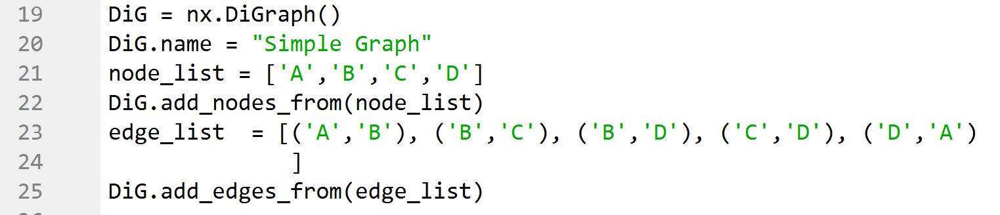 19 DiG = nx.DiGraph()
20 DiG.name = "Simple Graph"
21 node_list = ['A','B','C','D']
22 DiG.add_nodes_from(node_list)
23 edge_list  = [('A','B'), ('B','C'), ('B','D'), ('C','D'), ('D','A')
24 ]
25 DiG.add_edges_from(edge_list)